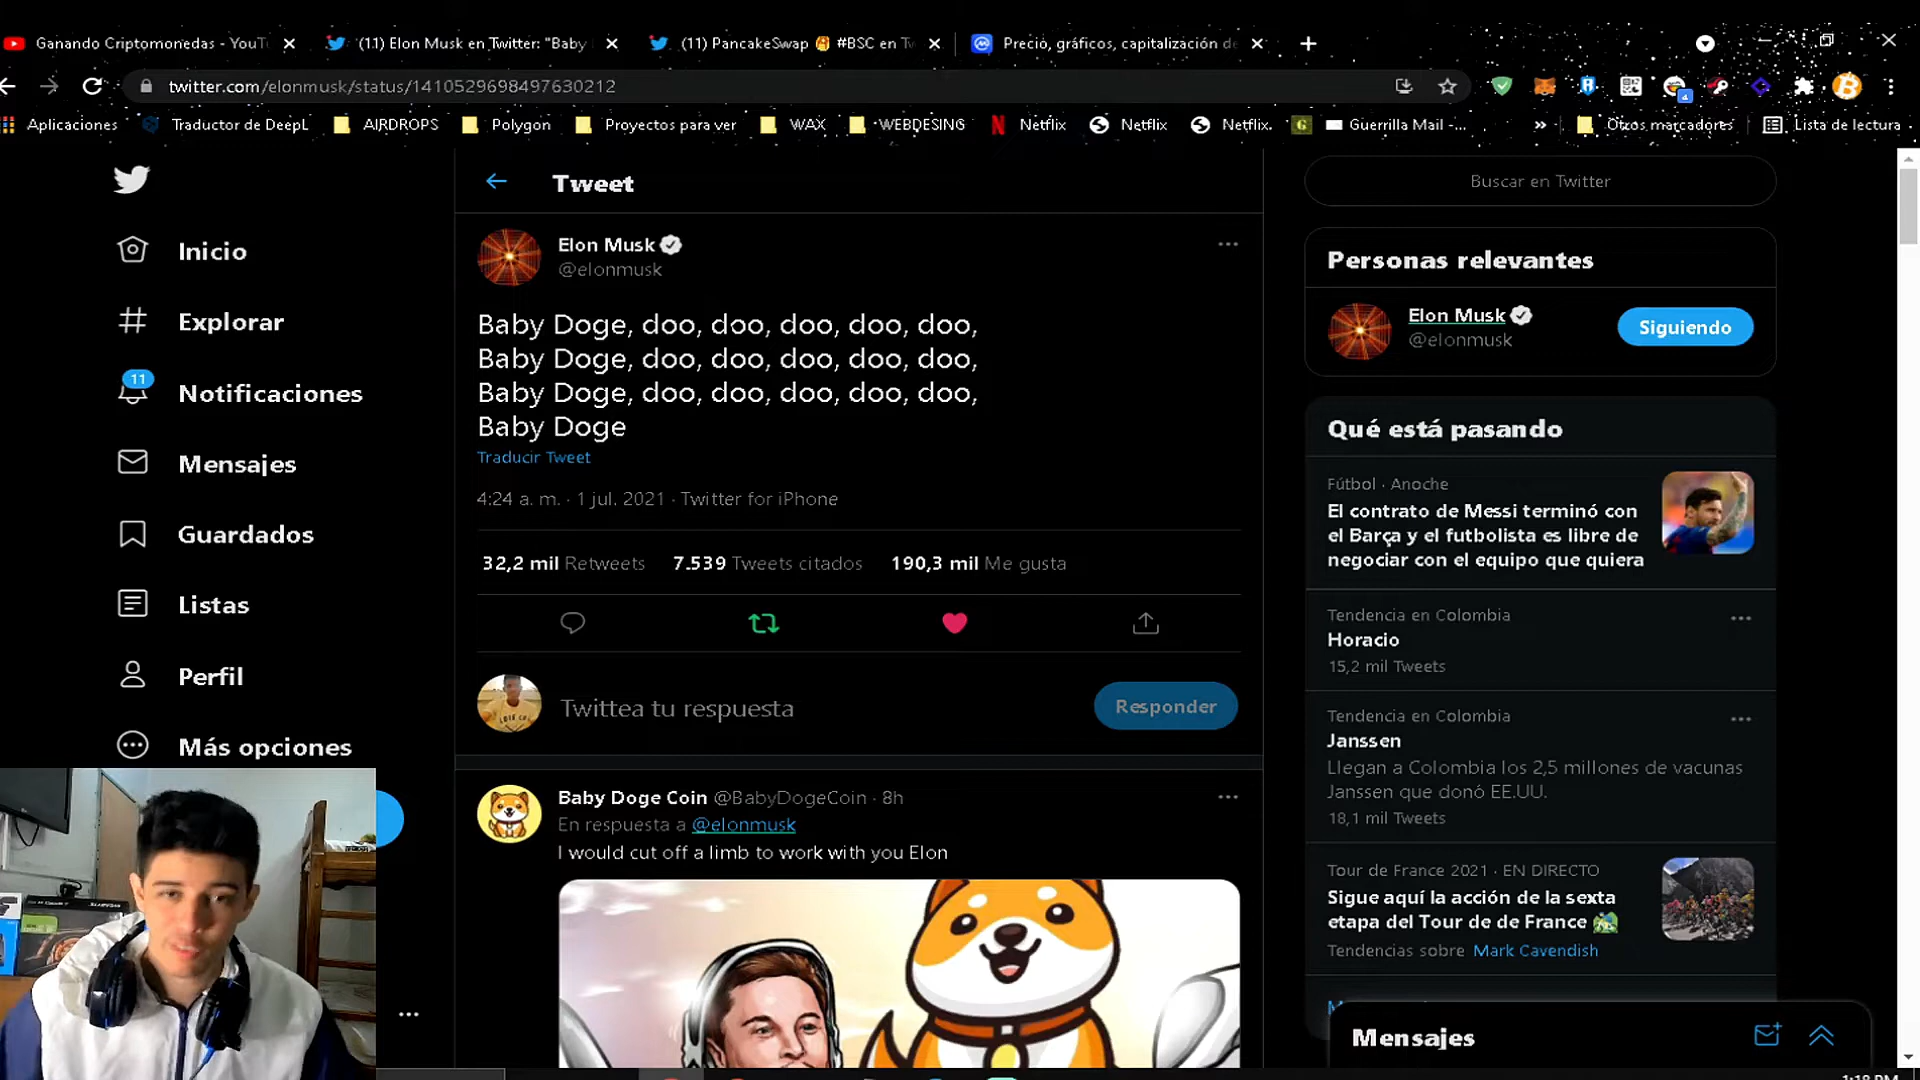 Ganando Criptomonedas - YouT
(11) Elon Musk en Twitter: "Baby
(11) PancakeSwap 🥞 #BSC en Tw
Precio, gráficos, capitalización de
twitter.com/elonmusk/status/1410529698497630212
Aplicaciones
Traductor de DeepL
AIRDROPS
Polygon
Proyectos para ver
WAX
WEBDESING
Netflix
Netflix
Netflix.
Guerrilla Mail -...
Otros marcadores
Lista de lectura
Inicio
Explorar
11
Notificaciones
Mensajes
Guardados
Listas
Perfil
Más opciones
Tweet
Elon Musk
@elonmusk
Baby Doge, doo, doo, doo, doo, doo,
Baby Doge, doo, doo, doo, doo, doo,
Baby Doge, doo, doo, doo, doo, doo,
Baby Doge
Traducir Tweet
4:24 a. m. · 1 jul. 2021 · Twitter for iPhone
32,2 mil Retweets 7.539 Tweets citados 190,3 mil Me gusta
Twittea tu respuesta
Responder
Baby Doge Coin @BabyDogeCoin · 8h
En respuesta a @elonmusk
I would cut off a limb to work with you Elon
Buscar en Twitter
Personas relevantes
Elon Musk
@elonmusk
Siguiendo
Qué está pasando
Fútbol · Anoche
El contrato de Messi terminó con
el Barça y el futbolista es libre de
negociar con el equipo que quiera
Tendencia en Colombia
Horacio
15,2 mil Tweets
Tendencia en Colombia
Janssen
Llegan a Colombia los 2,5 millones de vacunas
Janssen que donó EE.UU.
18,1 mil Tweets
Tour de France 2021 · EN DIRECTO
Sigue aquí la acción de la sexta
etapa del Tour de de France
Tendencias sobre Mark Cavendish
Mensajes